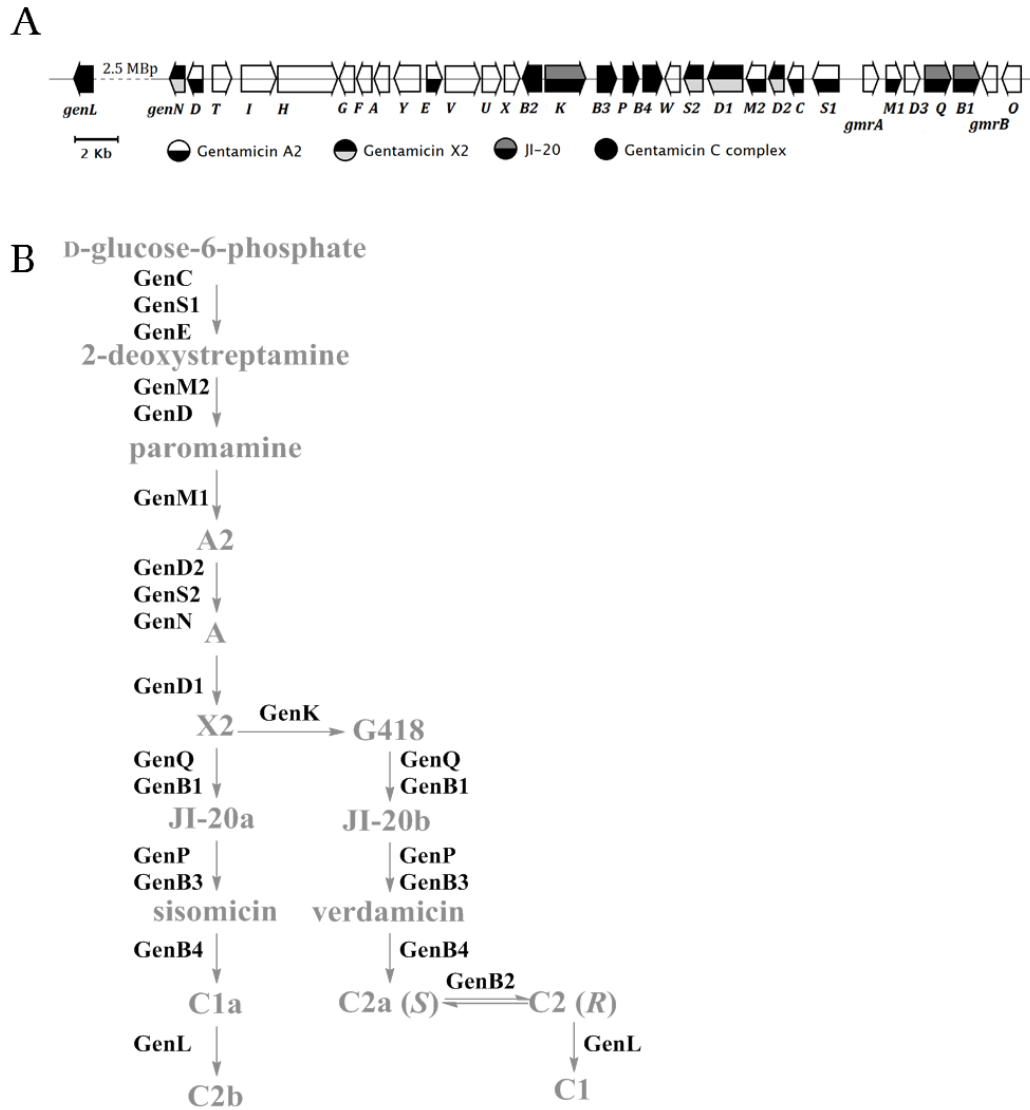 A
2.5 MBp
genL genN D T I H G F A Y E V U X B2 K B3 P B4 W S2 D1 M2 D2 C S1 gmrA M1 D3 Q B1 gmrB O
2 Kb
Gentamicin A2 Gentamicin X2 JI-20 Gentamicin C complex
B
D-glucose-6-phosphate
GenC
GenS1
GenE
2-deoxystreptamine
GenM2
GenD
paromamine
GenM1
A2
GenD2
GenS2
GenN
A
GenD1
GenK
X2 G418
GenQ GenQ
GenB1 GenB1
JI-20a JI-20b
GenP GenP
GenB3 GenB3
sisomicin verdamicin
GenB4 GenB4
GenB2
C1a C2a (S) C2 (R)
GenL GenL
C2b C1